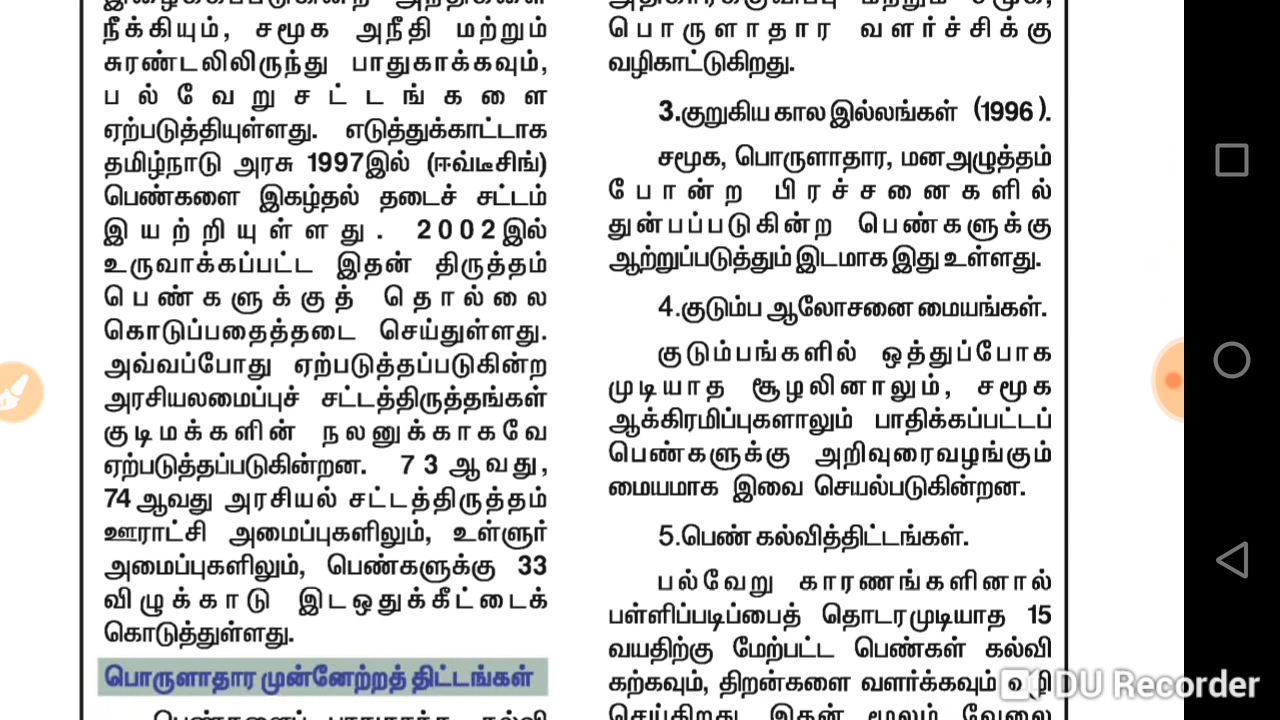 நீக்கியும், சமூக அநீதி மற்றும்
சுரண்டலிலிருந்து பாதுகாக்கவும்,
பல்வேறு சட்டங்களை
ஏற்படுத்தியுள்ளது. எடுத்துக்காட்டாக
தமிழ்நாடு அரசு 1997இல் (ஈவ்டீசிங்)
பெண்களை இகழ்தல் தடைச் சட்டம்
இயற்றியுள்ளது. 2002இல்
உருவாக்கப்பட்ட இதன் திருத்தம்
பெண்களுக்குத் தொல்லை
கொடுப்பதைத்தடை செய்துள்ளது.
அவ்வப்போது ஏற்படுத்தப்படுகின்ற
அரசியலமைப்புச் சட்டத்திருத்தங்கள்
குடிமக்களின் நலனுக்காகவே
ஏற்படுத்தப்படுகின்றன. 73 ஆவது,
74 ஆவது அரசியல் சட்டத்திருத்தம்
ஊராட்சி அமைப்புகளிலும், உள்ளுர்
அமைப்புகளிலும், பெண்களுக்கு 33
விழுக்காடு இடஒதுக்கீட்டைக்
கொடுத்துள்ளது.
பொருளாதார முன்னேற்றத் திட்டங்கள்
பொருளாதார வளர்ச்சிக்கு
வழிகாட்டுகிறது.
3.குறுகிய கால இல்லங்கள் (1996).
சமூக, பொருளாதார, மனஅழுத்தம்
போன்ற பிரச்சனைகளில்
துன்பப்படுகின்ற பெண்களுக்கு
ஆற்றுப்படுத்தும் இடமாக இது உள்ளது.
4.குடும்ப ஆலோசனை மையங்கள்.
குடும்பங்களில் ஒத்துப்போக
முடியாத சூழலினாலும், சமூக
ஆக்கிரமிப்புகளாலும் பாதிக்கப்பட்டப்
பெண்களுக்கு அறிவுரைவழங்கும்
மையமாக இவை செயல்படுகின்றன.
5.பெண் கல்வித்திட்டங்கள்.
பல்வேறு காரணங்களினால்
பள்ளிப்படிப்பைத் தொடரமுடியாத 15
வயதிற்கு மேற்பட்ட பெண்கள் கல்வி
கற்கவும், திறன்களை வளர்க்கவும் வழி
DU Recorder